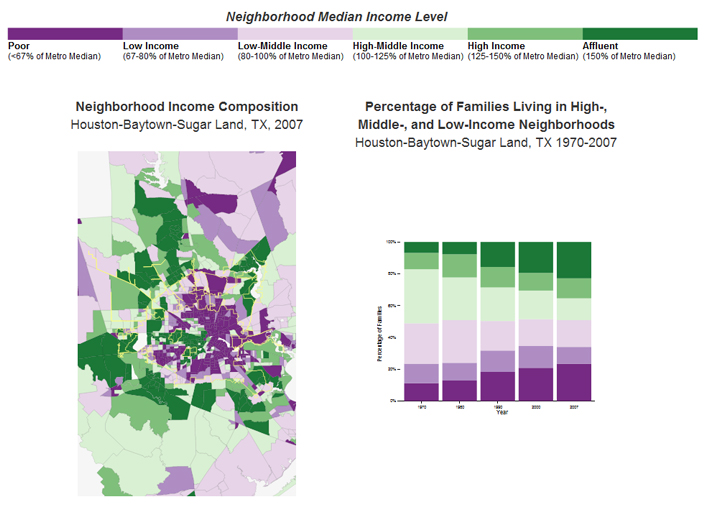 Neighborhood Median Income Level
Poor
(<67% of Metro Median)
Low Income
(67-80% of Metro Median)
Low-Middle Income
(80-100% of Metro Median)
High-Middle Income
(100-125% of Metro Median)
High Income
(125-150% of Metro Median)
Affluent
(150% of Metro Median)
Neighborhood Income Composition
Houston-Baytown-Sugar Land, TX, 2007
Percentage of Families Living in High-,
Middle-, and Low-Income Neighborhoods
Houston-Baytown-Sugar Land, TX 1970-2007
Percentage of Families
100%
80%
60%
40%
20%
0%
1970
1980
1990
2000
2007
Year